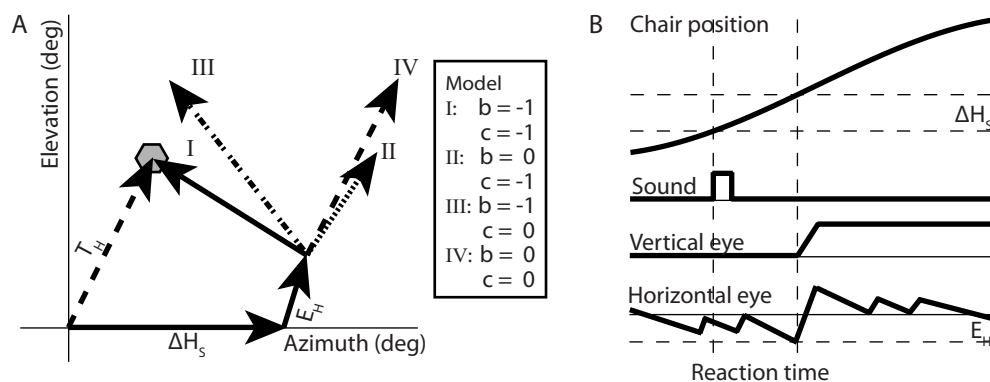 A
Elevation (deg)
III
IV
I
II
T_H
E_H
ΔH_S
Azimuth (deg)
Model
I: b = -1
c = -1
II: b = 0
c = -1
III: b = -1
c = 0
IV: b = 0
c = 0
B
Chair position
ΔH_S
Sound
Vertical eye
Horizontal eye
E_H
Reaction time